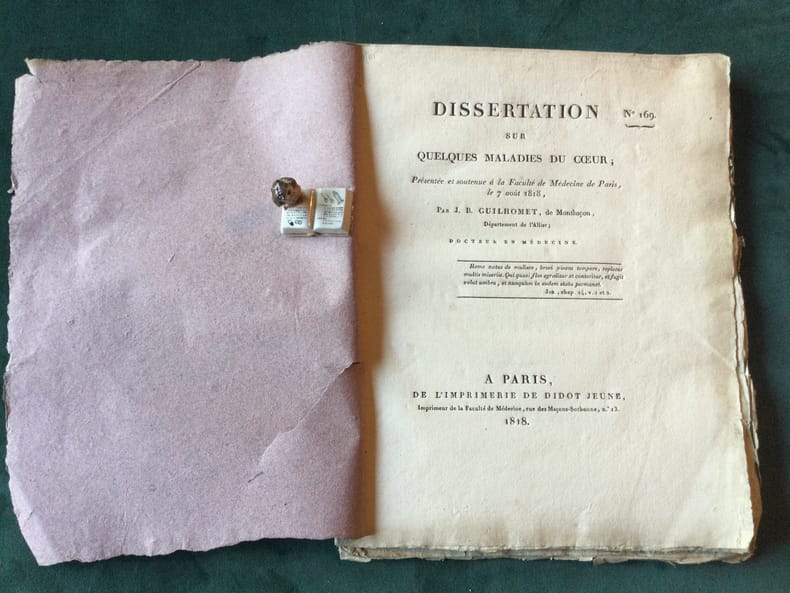 DISSERTATION Nº 169.
SUR
QUELQUES MALADIES DU CŒUR;
Présentée et soutenue à la Faculté de Médecine de Paris,
le 7 août 1818,
PAR J. B. GUILHOMET, de Montluçon,
Département de l'Allier;
DOCTEUR EN MÉDECINE.
Homo natus de muliere, brevi vivens tempore, repletur
multis miseriis. Qui quasi flos egreditur et conteritur, et fugit
velut umbra, et nunquàm in eodem statu permanet.
JOB, chap. 14, v. 1 et 2.
A PARIS,
DE L'IMPRIMERIE DE DIDOT JEUNE,
Imprimeur de la Faculté de Médecine, rue des Maçons-Sorbonne, n.º 13.
1818.